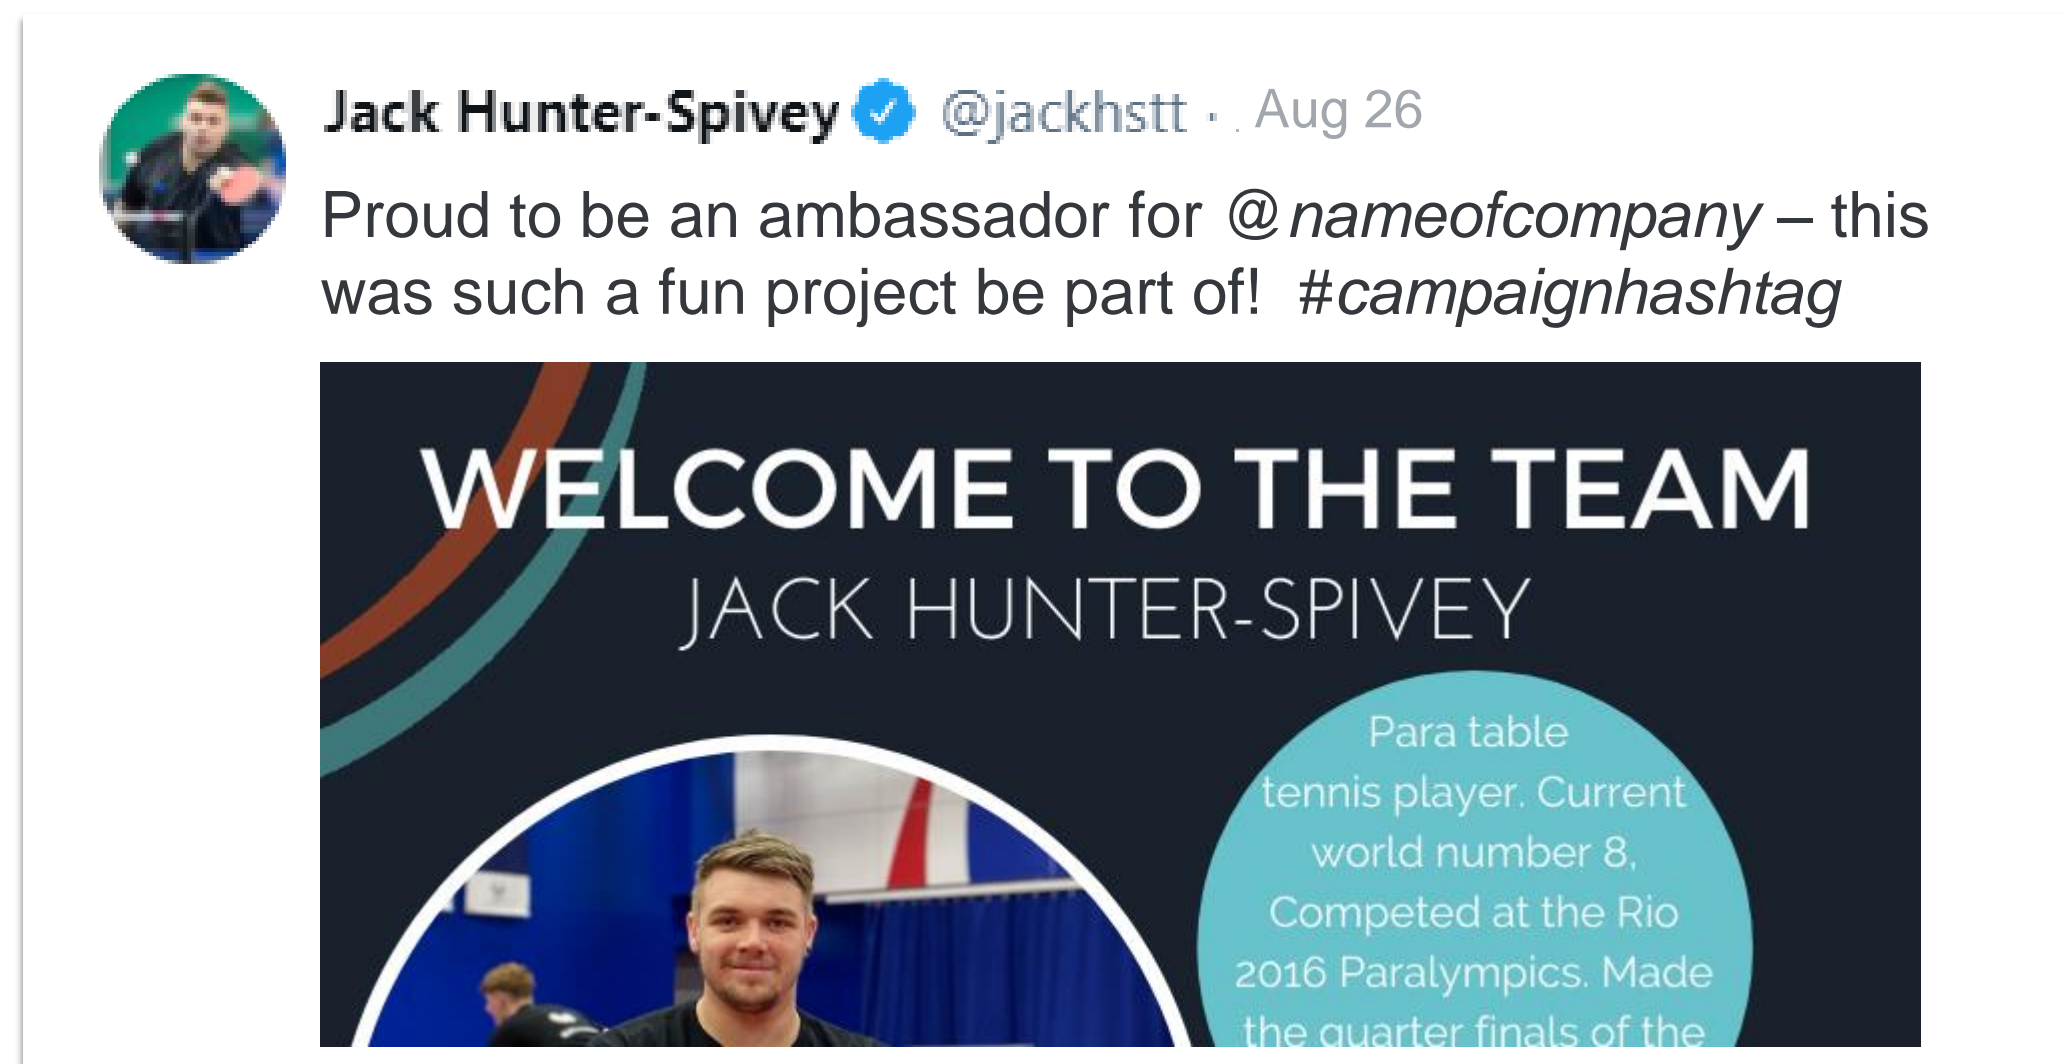 Jack Hunter-Spivey @jackhstt · . Aug 26
Proud to be an ambassador for @nameofcompany – this
was such a fun project be part of!  #campaignhashtag
WELCOME TO THE TEAM
JACK HUNTER-SPIVEY
Para table
tennis player. Current
world number 8,
Competed at the Rio
2016 Paralympics. Made
the quarter finals of the